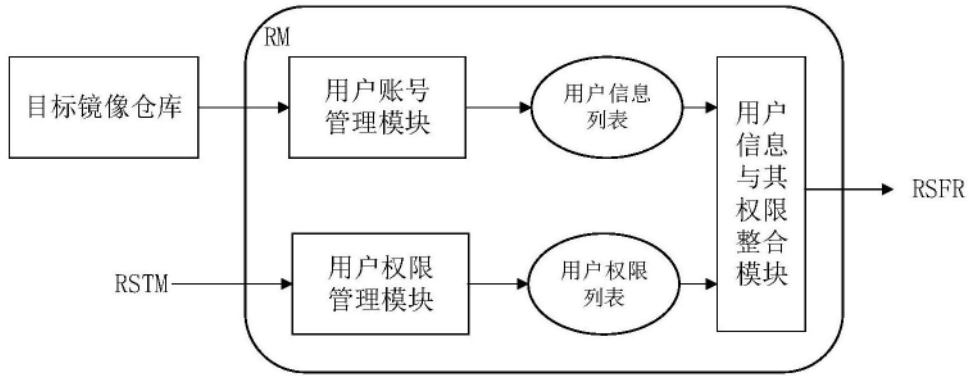 RM
目标镜像仓库
用户账号
管理模块
用户信息
列表
用户
信息
与其
权限
整合
模块
RSFR
RSTM
用户权限
管理模块
用户权限
列表